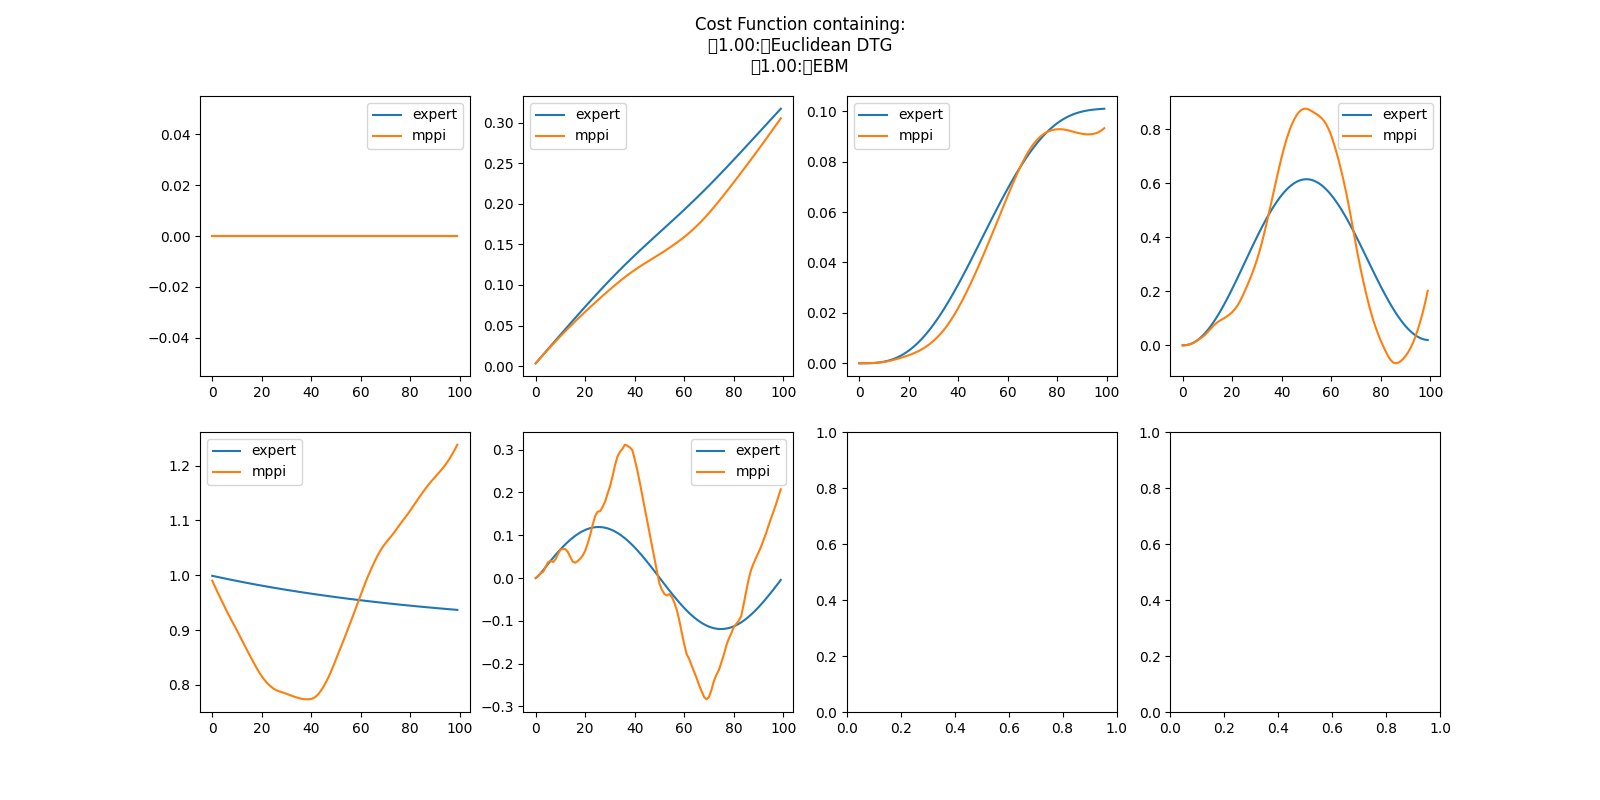 Cost Function containing:
1.00: Euclidean DTG
1.00: EBM
expert
mppi
0.04
0.02
0.00
−0.02
−0.04
0 20 40 60 80 100
expert
mppi
0.30
0.25
0.20
0.15
0.10
0.05
0.00
0 20 40 60 80 100
expert
mppi
0.10
0.08
0.06
0.04
0.02
0.00
0 20 40 60 80 100
expert
mppi
0.8
0.6
0.4
0.2
0.0
0 20 40 60 80 100
expert
mppi
1.2
1.1
1.0
0.9
0.8
0 20 40 60 80 100
expert
mppi
0.3
0.2
0.1
0.0
−0.1
−0.2
−0.3
0 20 40 60 80 100
1.0
0.8
0.6
0.4
0.2
0.0
0.0 0.2 0.4 0.6 0.8 1.0
1.0
0.8
0.6
0.4
0.2
0.0
0.0 0.2 0.4 0.6 0.8 1.0